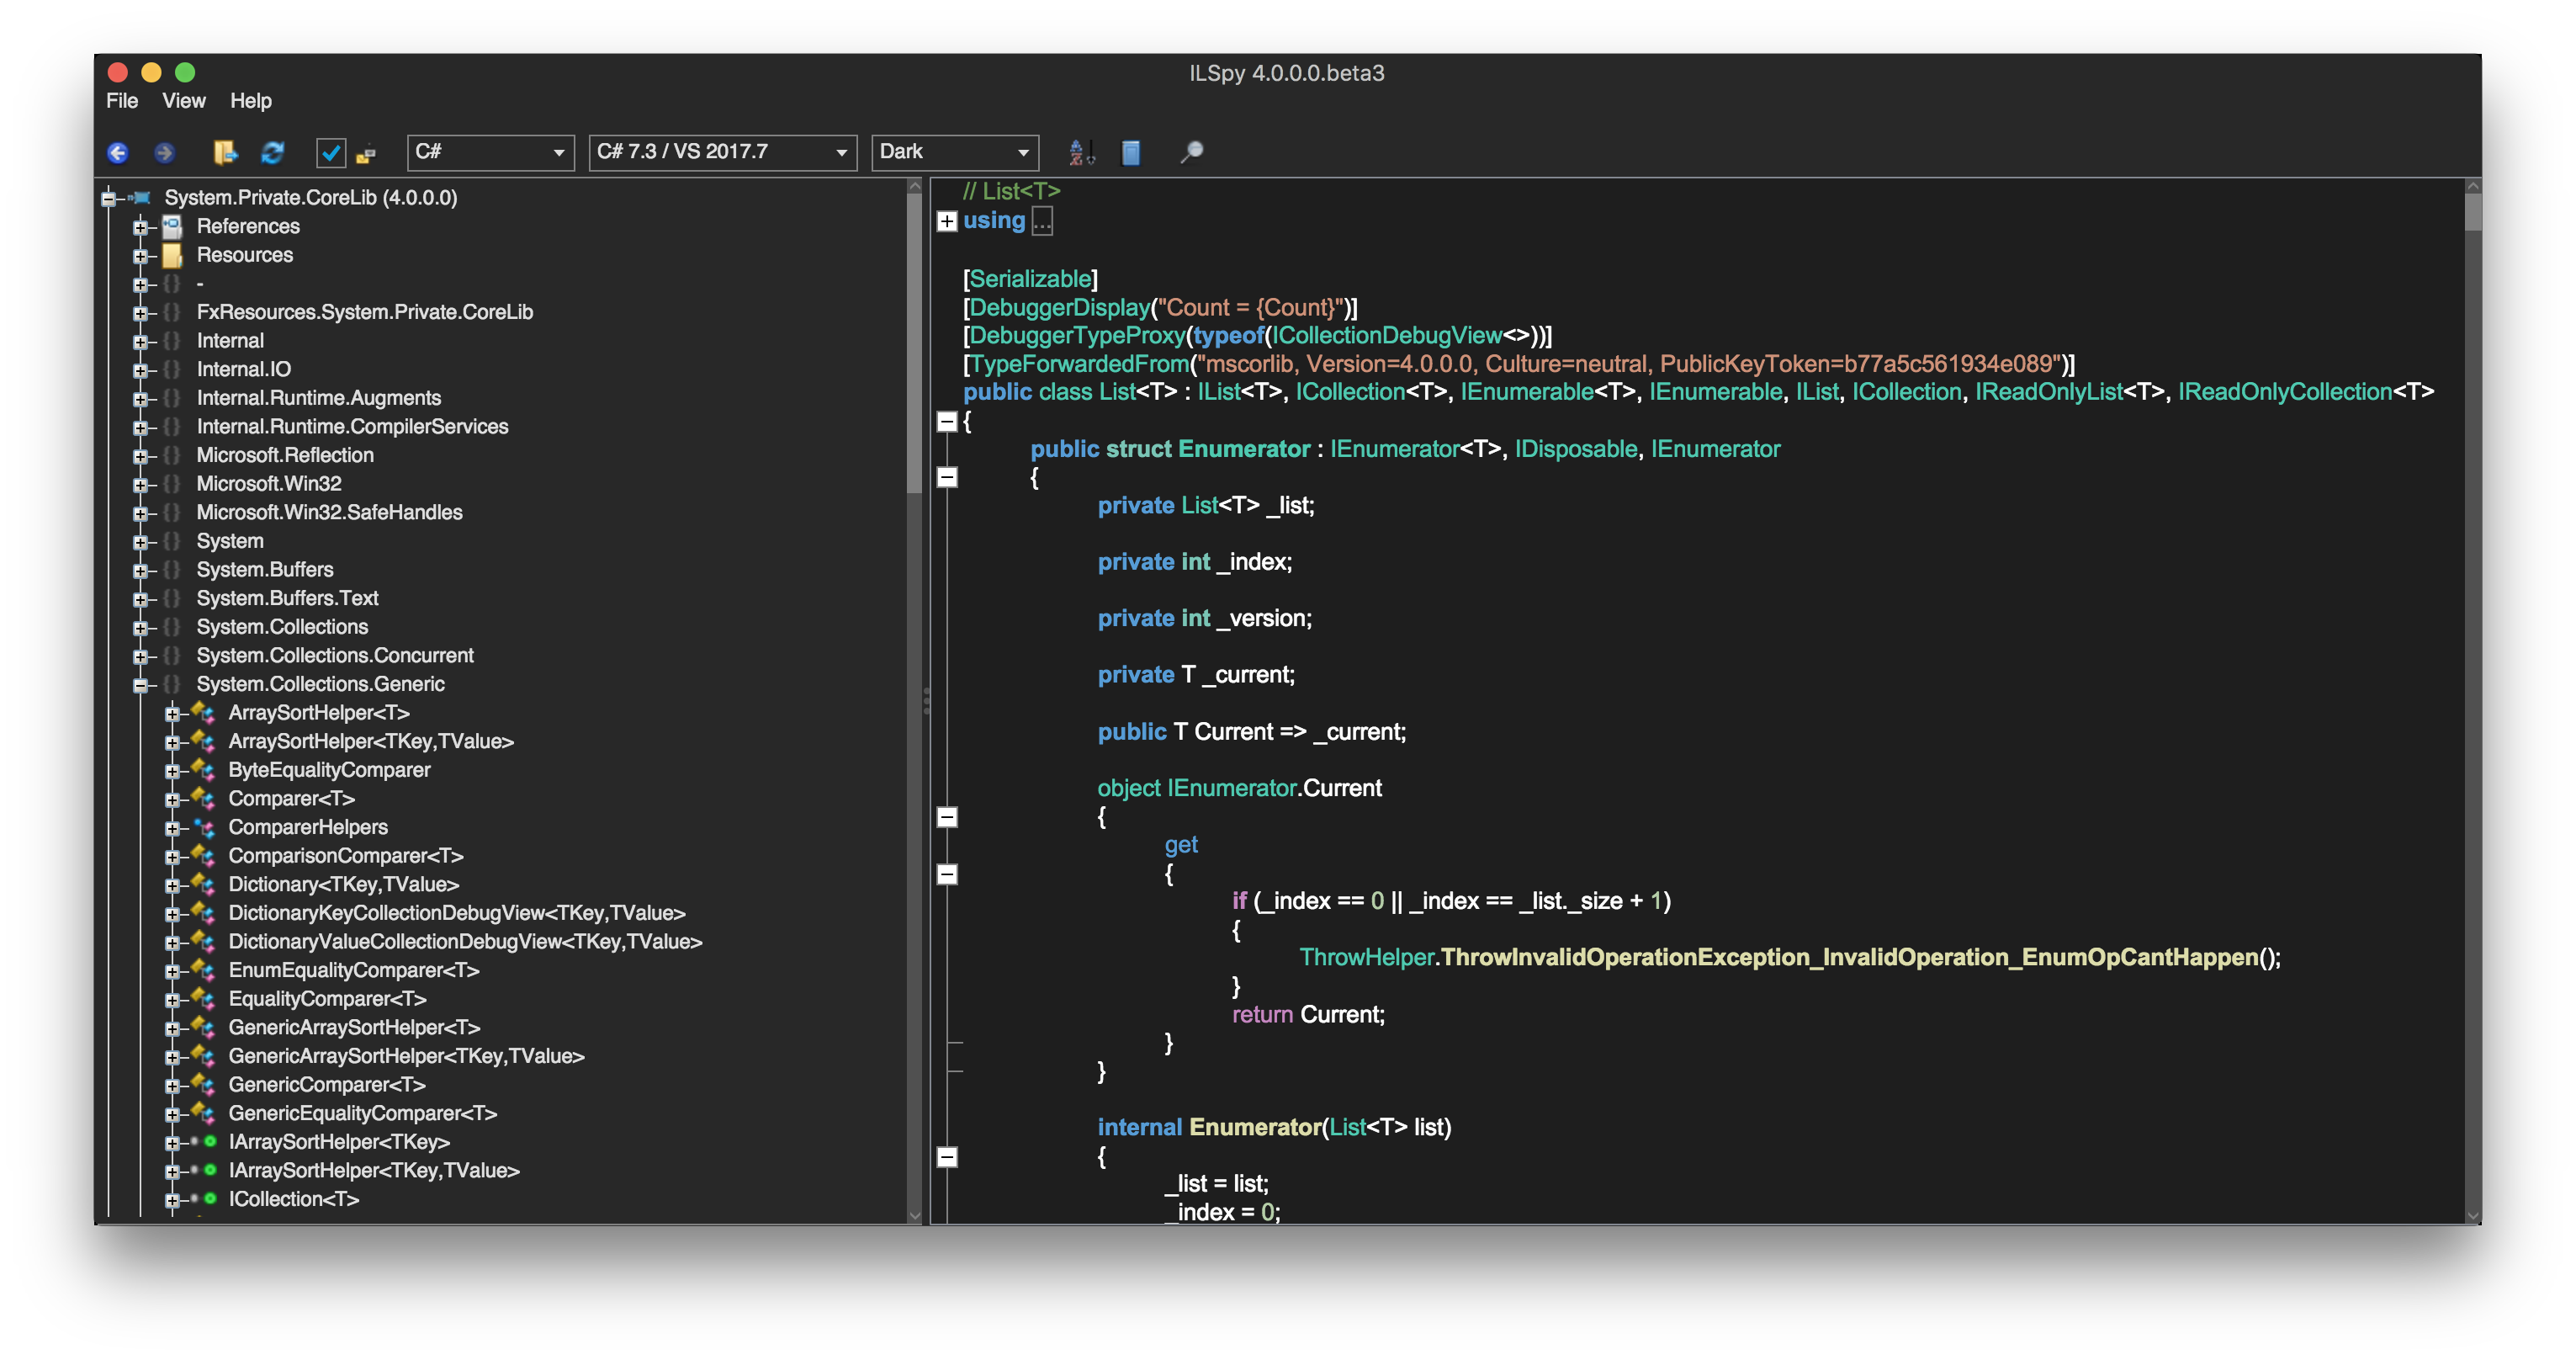 ILSpy 4.0.0.0.beta3
File View Help
C# C# 7.3 / VS 2017.7 Dark
System.Private.CoreLib (4.0.0.0)
References
Resources
-
FxResources.System.Private.CoreLib
Internal
Internal.IO
Internal.Runtime.Augments
Internal.Runtime.CompilerServices
Microsoft.Reflection
Microsoft.Win32
Microsoft.Win32.SafeHandles
System
System.Buffers
System.Buffers.Text
System.Collections
System.Collections.Concurrent
System.Collections.Generic
ArraySortHelper<T>
ArraySortHelper<TKey,TValue>
ByteEqualityComparer
Comparer<T>
ComparerHelpers
ComparisonComparer<T>
Dictionary<TKey,TValue>
DictionaryKeyCollectionDebugView<TKey,TValue>
DictionaryValueCollectionDebugView<TKey,TValue>
EnumEqualityComparer<T>
EqualityComparer<T>
GenericArraySortHelper<T>
GenericArraySortHelper<TKey,TValue>
GenericComparer<T>
GenericEqualityComparer<T>
IArraySortHelper<TKey>
IArraySortHelper<TKey,TValue>
ICollection<T>
// List<T>
using ...
[Serializable]
[DebuggerDisplay("Count = {Count}")]
[DebuggerTypeProxy(typeof(ICollectionDebugView<>))]
[TypeForwardedFrom("mscorlib, Version=4.0.0.0, Culture=neutral, PublicKeyToken=b77a5c561934e089")]
public class List<T> : IList<T>, ICollection<T>, IEnumerable<T>, IEnumerable, IList, ICollection, IReadOnlyList<T>, IReadOnlyCollection<T>
{
public struct Enumerator : IEnumerator<T>, IDisposable, IEnumerator
{
private List<T> _list;
private int _index;
private int _version;
private T _current;
public T Current => _current;
object IEnumerator.Current
{
get
{
if (_index == 0 || _index == _list._size + 1)
{
ThrowHelper.ThrowInvalidOperationException_InvalidOperation_EnumOpCantHappen();
}
return Current;
}
}
internal Enumerator(List<T> list)
{
_list = list;
_index = 0;